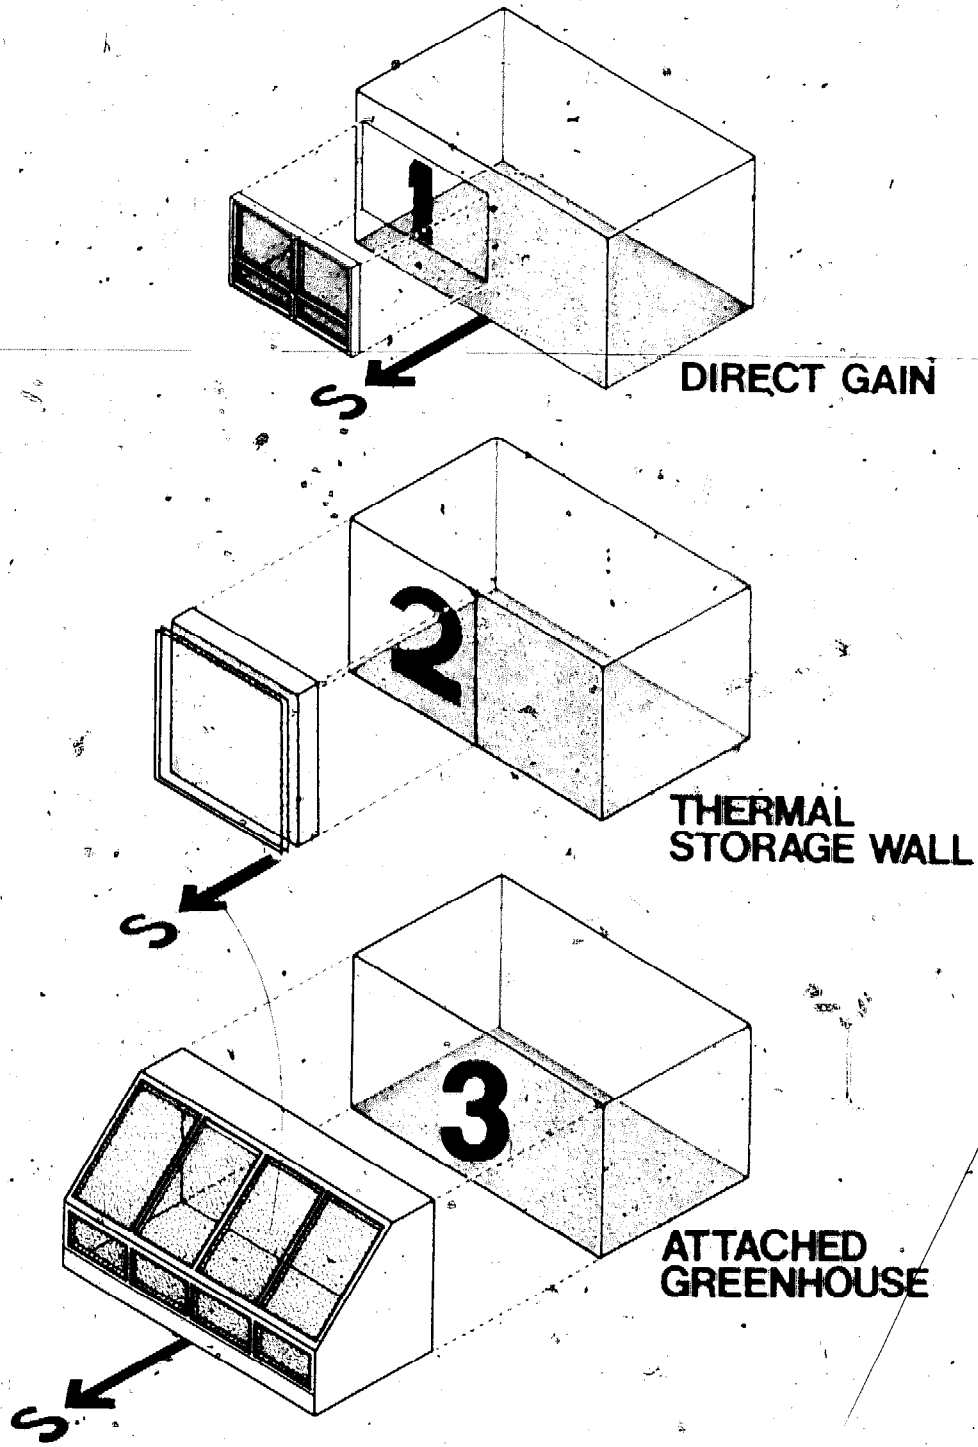 1
S
DIRECT GAIN
2
THERMAL
STORAGE WALL
S
3
ATTACHED
GREENHOUSE
S